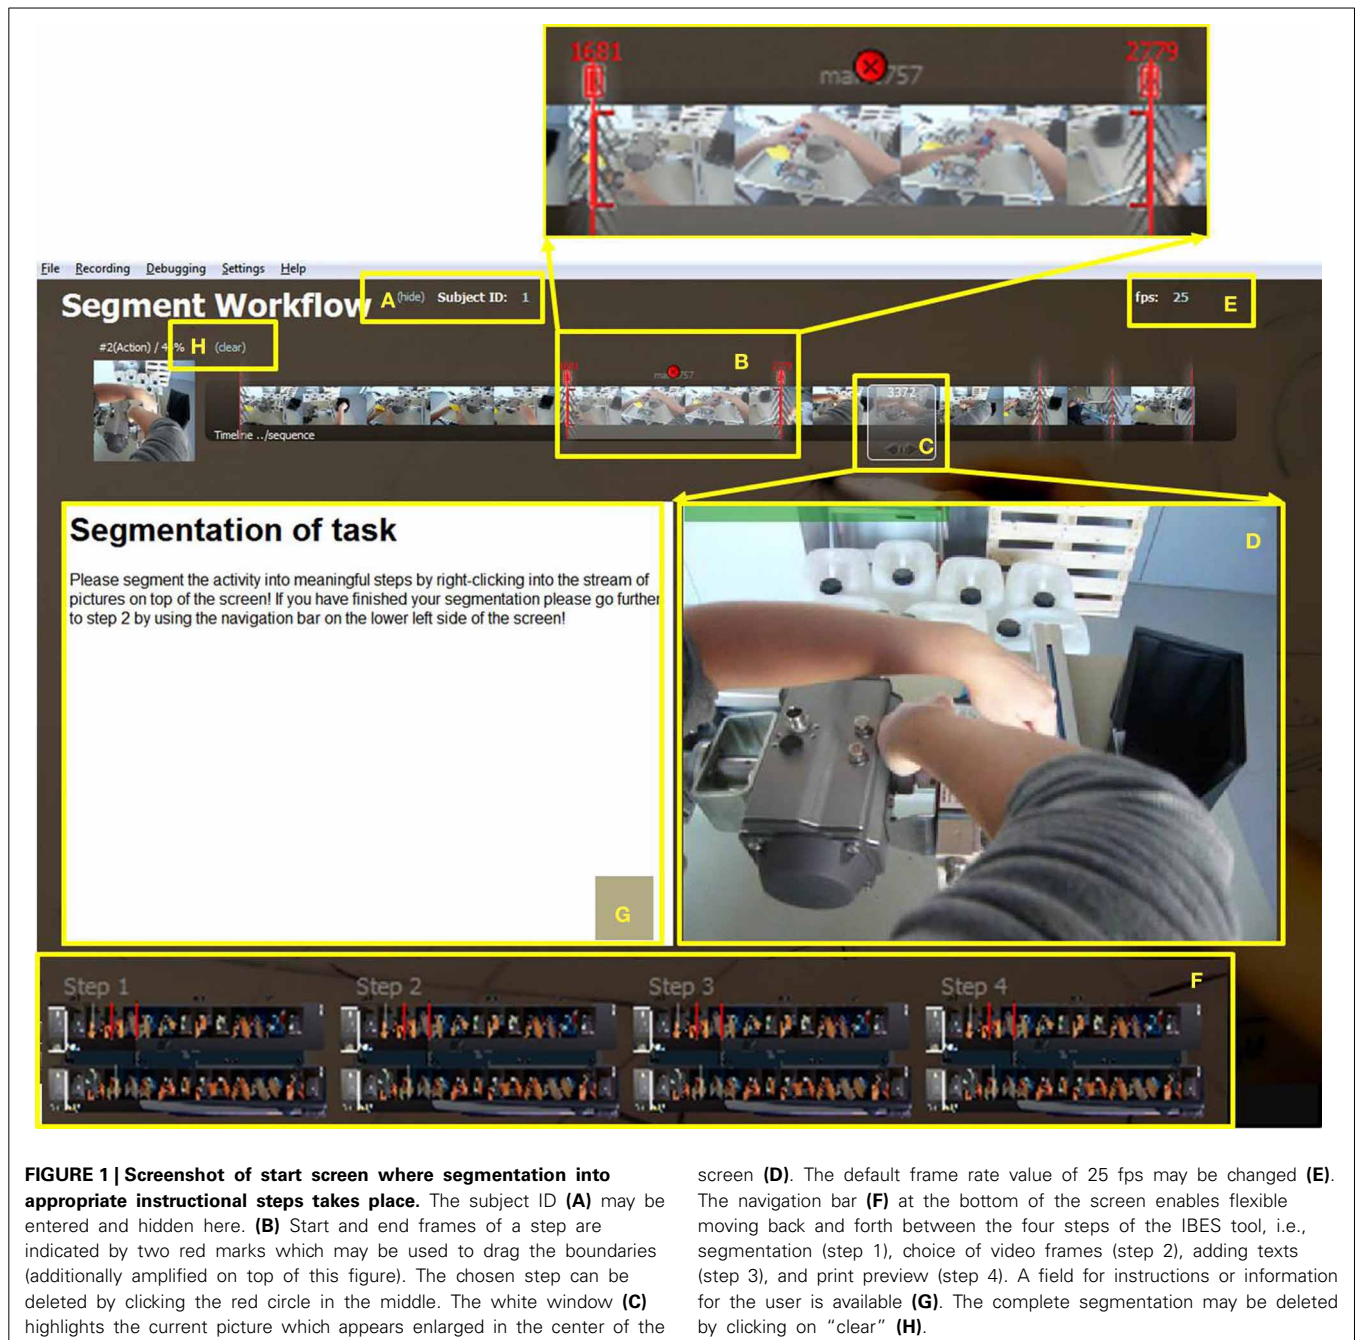 1681
2779
File Recording Debugging Settings Help
Segment Workflow
A (hide) Subject ID: 1
fps: 25 E
#2(Action) / 4 % H (clear)
B
3372
C
Timeline ../sequence
Segmentation of task
Please segment the activity into meaningful steps by right-clicking into the stream of
pictures on top of the screen! If you have finished your segmentation please go further
to step 2 by using the navigation bar on the lower left side of the screen!
D
G
Step 1 Step 2 Step 3 Step 4 F
FIGURE 1 | Screenshot of start screen where segmentation into
appropriate instructional steps takes place. The subject ID (A) may be
entered and hidden here. (B) Start and end frames of a step are
indicated by two red marks which may be used to drag the boundaries
(additionally amplified on top of this figure). The chosen step can be
deleted by clicking the red circle in the middle. The white window (C)
highlights the current picture which appears enlarged in the center of the
screen (D). The default frame rate value of 25 fps may be changed (E).
The navigation bar (F) at the bottom of the screen enables flexible
moving back and forth between the four steps of the IBES tool, i.e.,
segmentation (step 1), choice of video frames (step 2), adding texts
(step 3), and print preview (step 4). A field for instructions or information
for the user is available (G). The complete segmentation may be deleted
by clicking on "clear" (H).